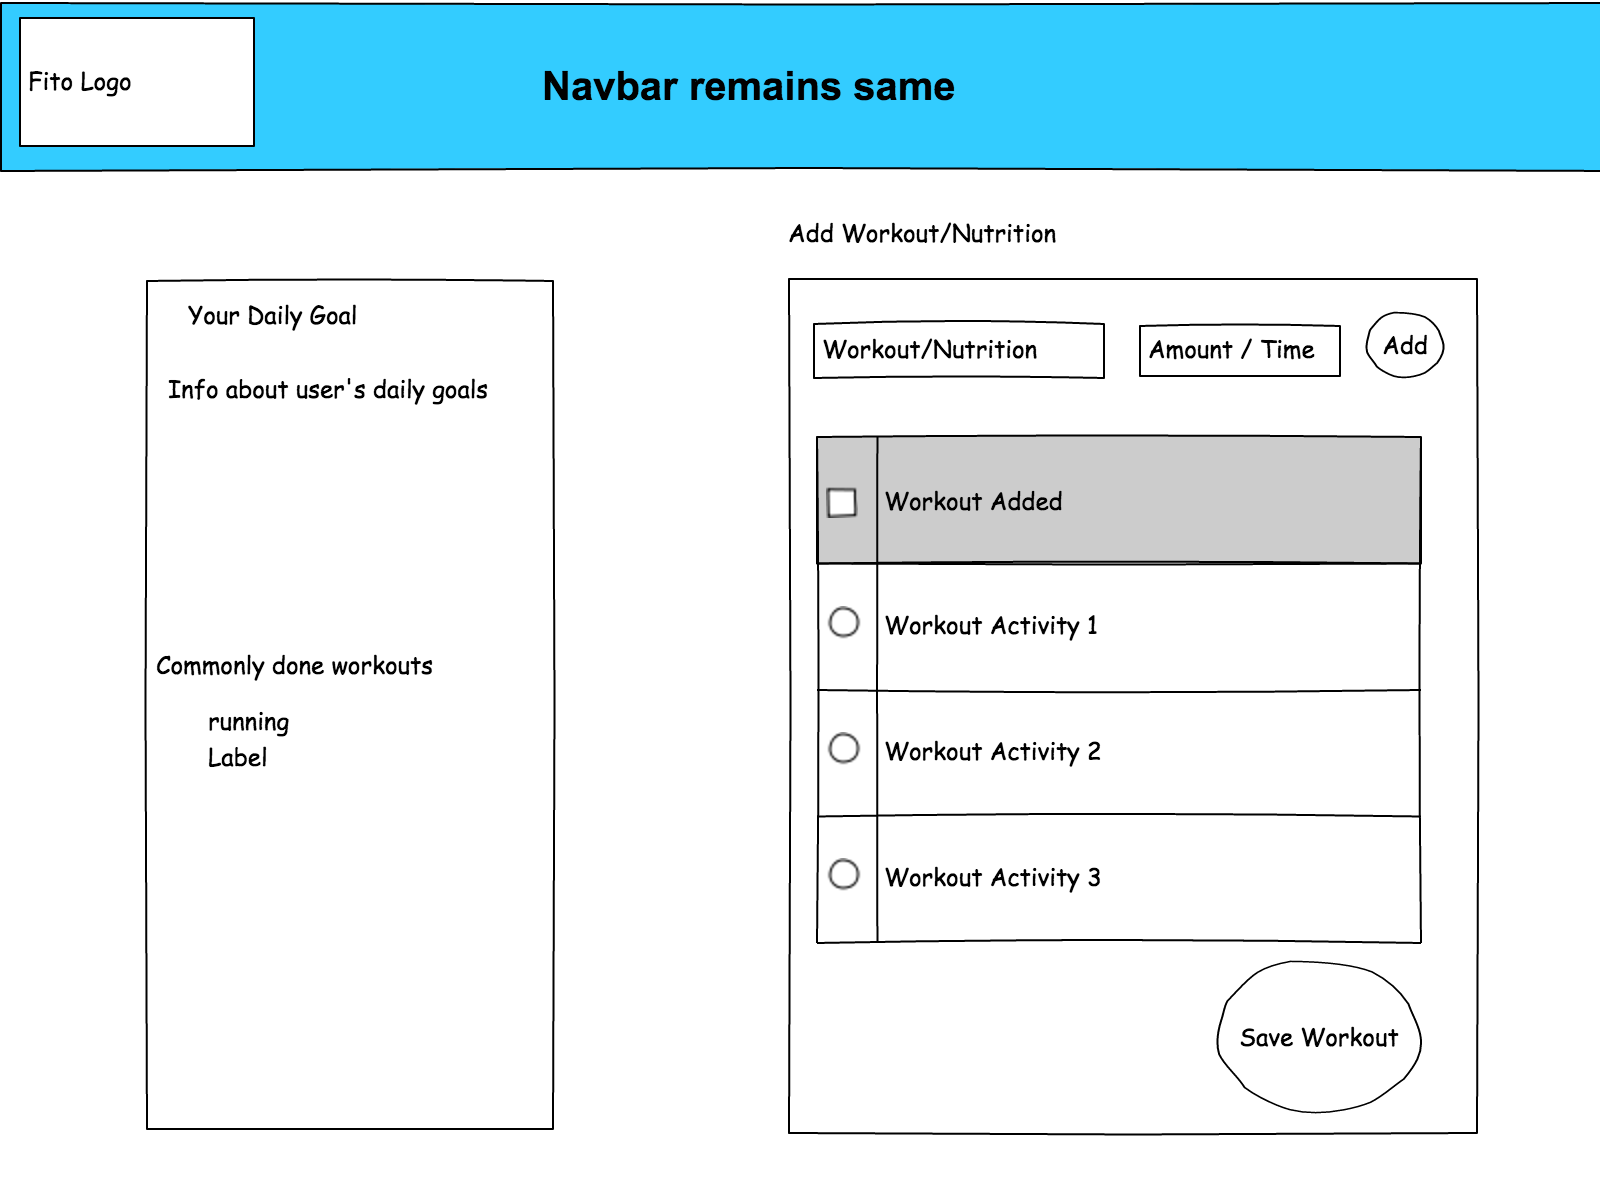 Fito Logo
Navbar remains same
Your Daily Goal
Info about user's daily goals
Commonly done workouts
running
Label
Add Workout/Nutrition
Workout/Nutrition
Amount / Time
Add
Workout Added
Workout Activity 1
Workout Activity 2
Workout Activity 3
Save Workout